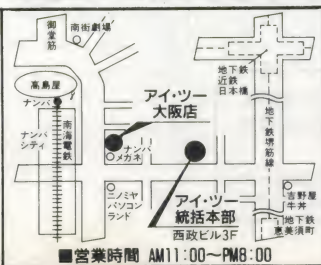 御堂筋
南街劇場
高島屋
ナンバ
ナンバ
シティ
南海電鉄
アイ・ツー
大阪店
ナンバ
メガネ
ニノミヤ
パソコン
ランド
アイ・ツー
統括本部
西政ビル3F
地下鉄
近鉄
日本橋
地下鉄堺筋線
吉野屋
牛丼
地下鉄
恵美須町
■営業時間 AM11:00〜PM8:00